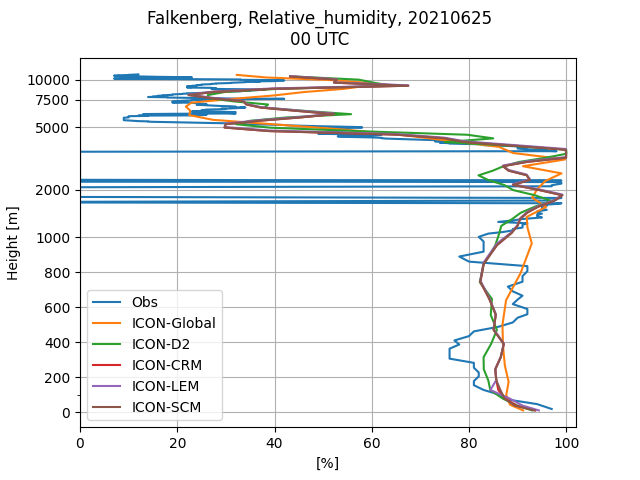 Falkenberg, Relative_humidity, 20210625
00 UTC
10000
7500
5000
2000
1000
800
600
400
200
0
Height [m]
Obs
ICON-Global
ICON-D2
ICON-CRM
ICON-LEM
ICON-SCM
0 20 40 60 80 100
[%]